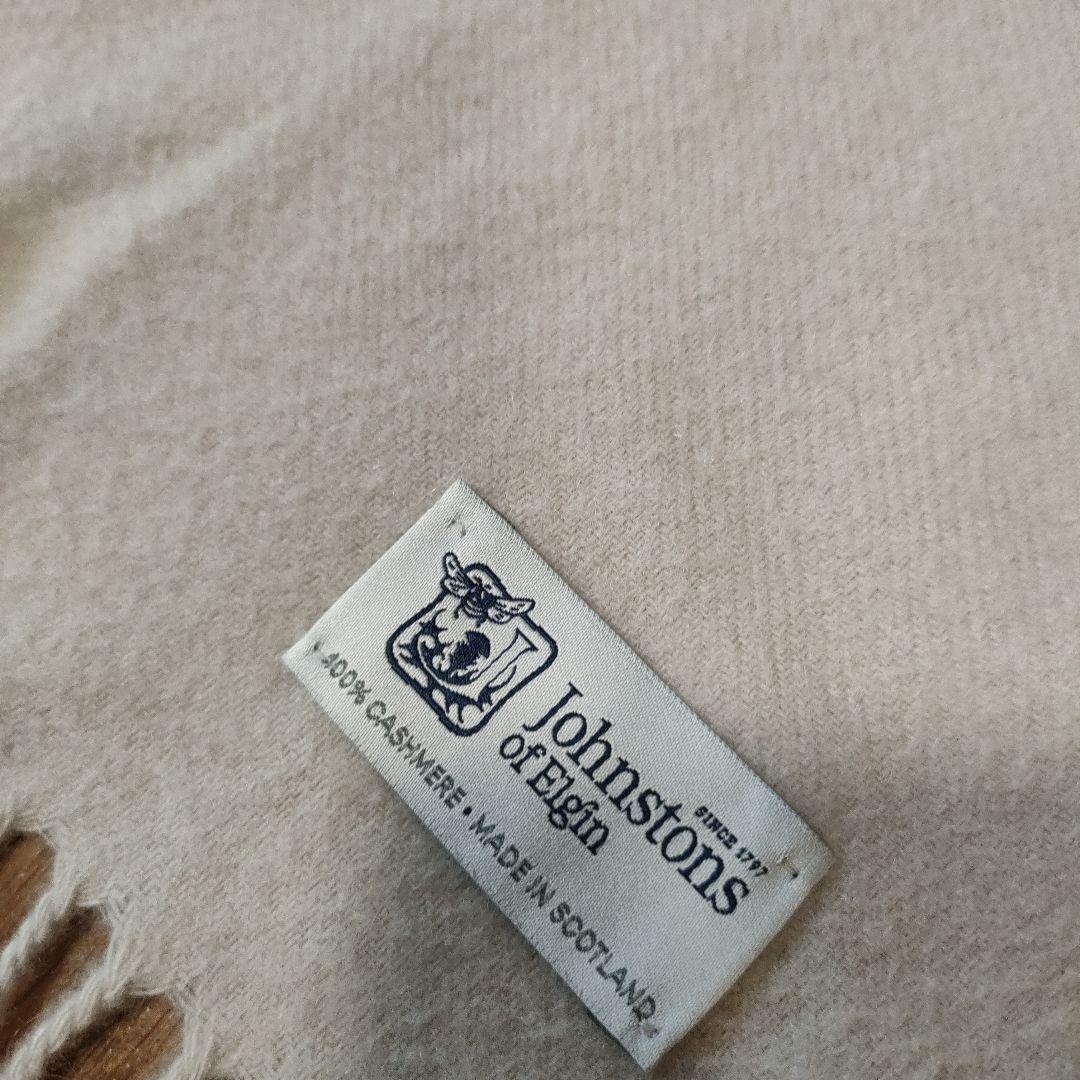 Johnstons
of Elgin
SINCE 1797
100% CASHMERE • MADE IN SCOTLAND